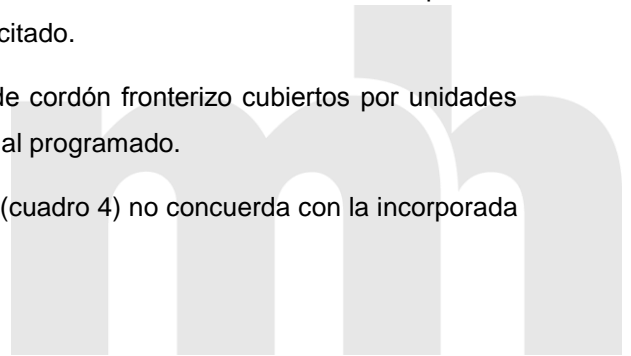 citado.
de cordón fronterizo cubiertos por unidades
al programado.
(cuadro 4) no concuerda con la incorporada